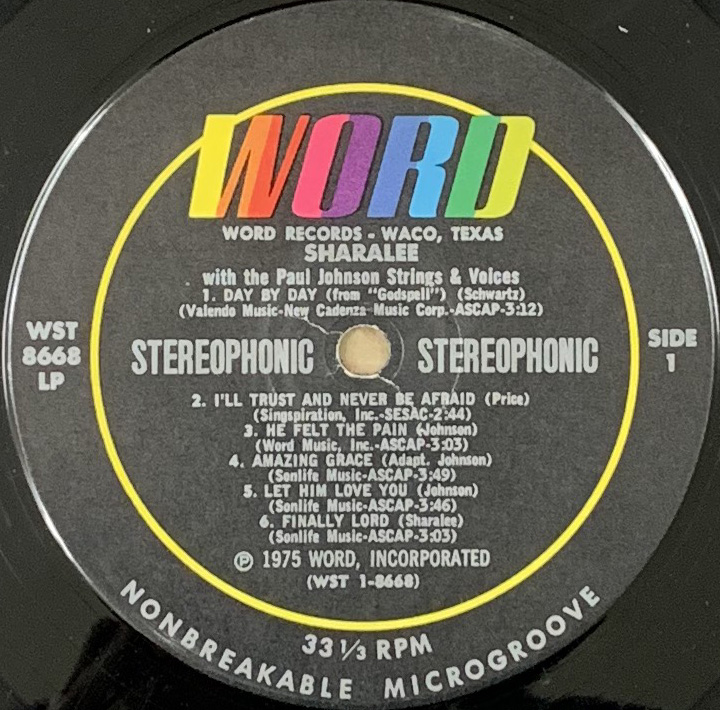 WORD
WORD RECORDS - WACO, TEXAS
SHARALEE
with the Paul Johnson Strings & Voices
1. DAY BY DAY (from "Godspell") (Schwartz)
(Valendo Music-New Cadenza Music Corp.-ASCAP-3:12)
WST
8668
LP
STEREOPHONIC STEREOPHONIC
SIDE
1
2. I'LL TRUST AND NEVER BE AFRAID (Price)
(Singspiration, Inc.-SESAC-2:44)
3. HE FELT THE PAIN (Johnson)
(Word Music, Inc.-ASCAP-3:03)
4. AMAZING GRACE (Adapt. Johnson)
(Sonlife Music-ASCAP-3:49)
5. LET HIM LOVE YOU (Johnson)
(Sonlife Music-ASCAP-3:46)
6. FINALLY LORD (Sharalee)
(Sonlife Music-ASCAP-3:03)
℗ 1975 WORD, INCORPORATED
(WST 1-8668)
33 1/3 RPM
NONBREAKABLE MICROGROOVE